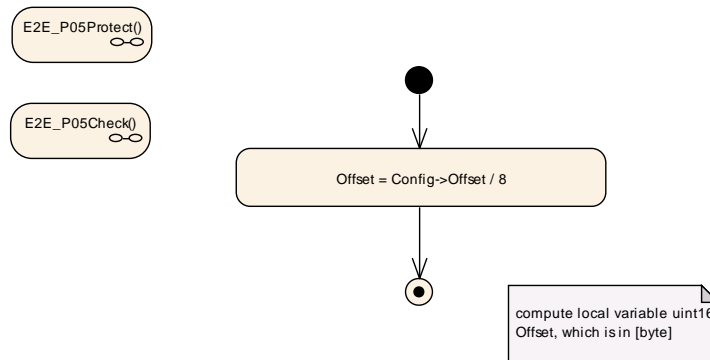 E2E_P05Protect()
E2E_P05Check()
Offset = Config->Offset / 8
compute local variable uint16
Offset, which is in [byte]